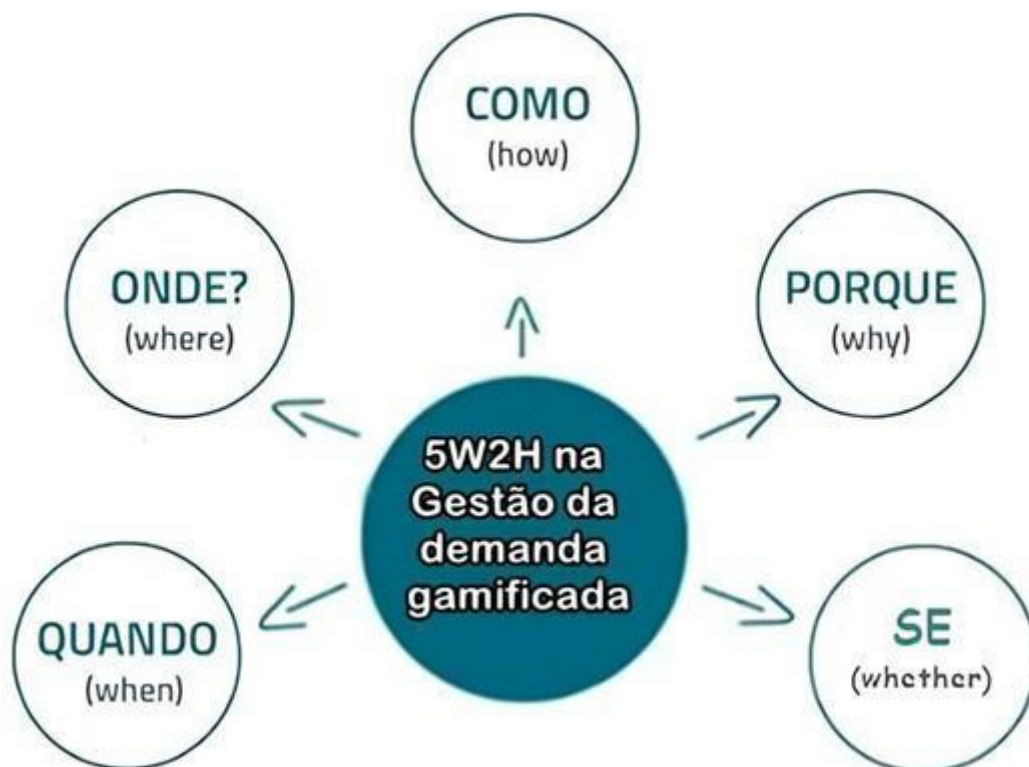 COMO
(how)
ONDE?
(where)
PORQUE
(why)
5W2H na
Gestão da
demanda
gamificada
QUANDO
(when)
SE
(whether)